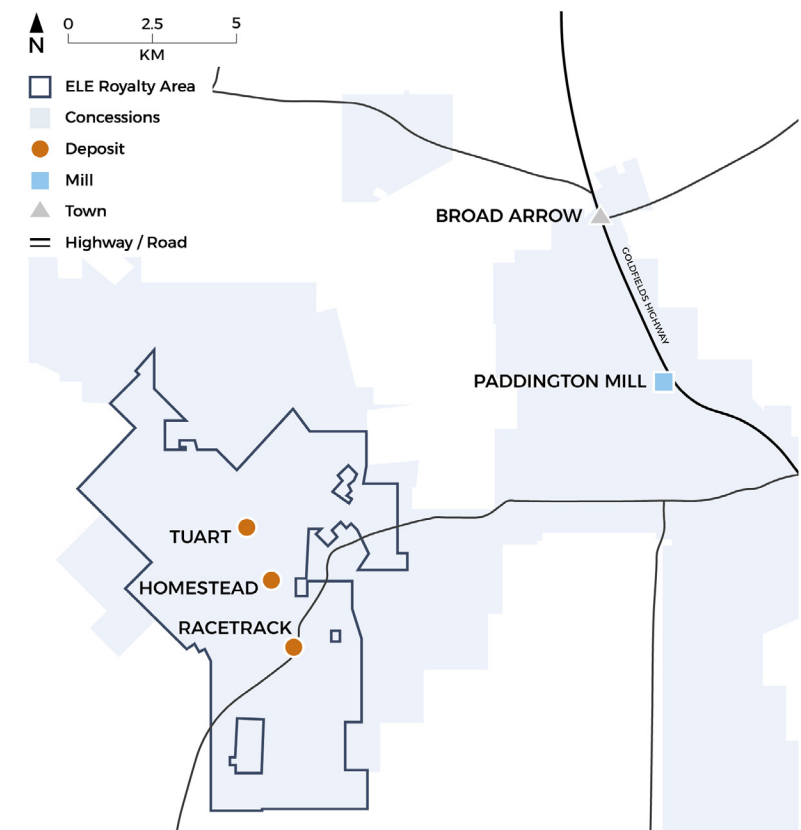 0 2.5 5
N
KM
ELE Royalty Area
Concessions
Deposit
Mill
Town
Highway / Road
BROAD ARROW
GOLDFIELDS HIGHWAY
PADDINGTON MILL
TUART
HOMESTEAD
RACETRACK